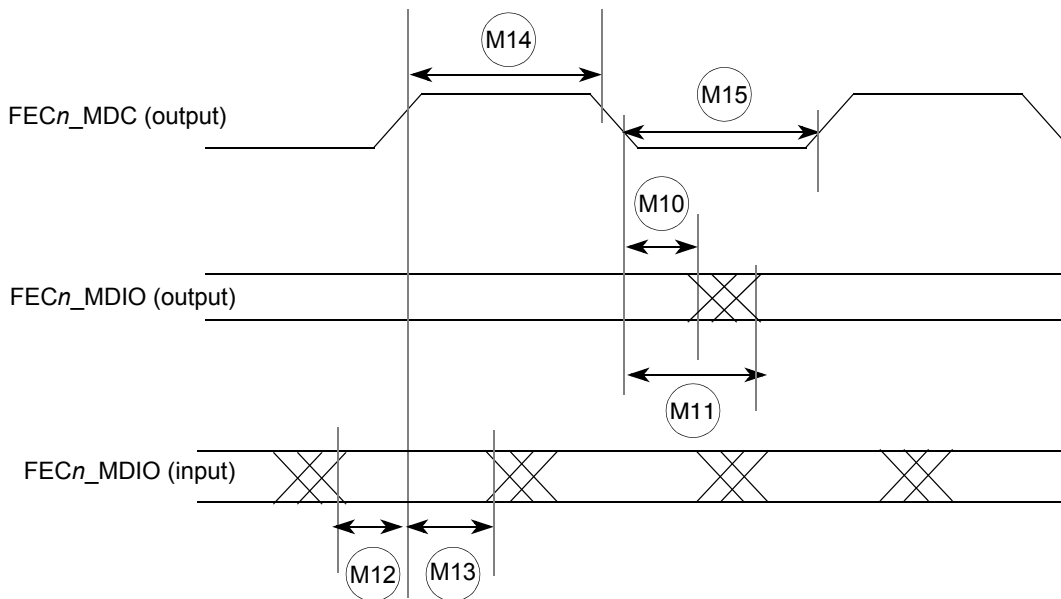 M14
FECn_MDC (output)
M15
M10
FECn_MDIO (output)
M11
FECn_MDIO (input)
M12
M13